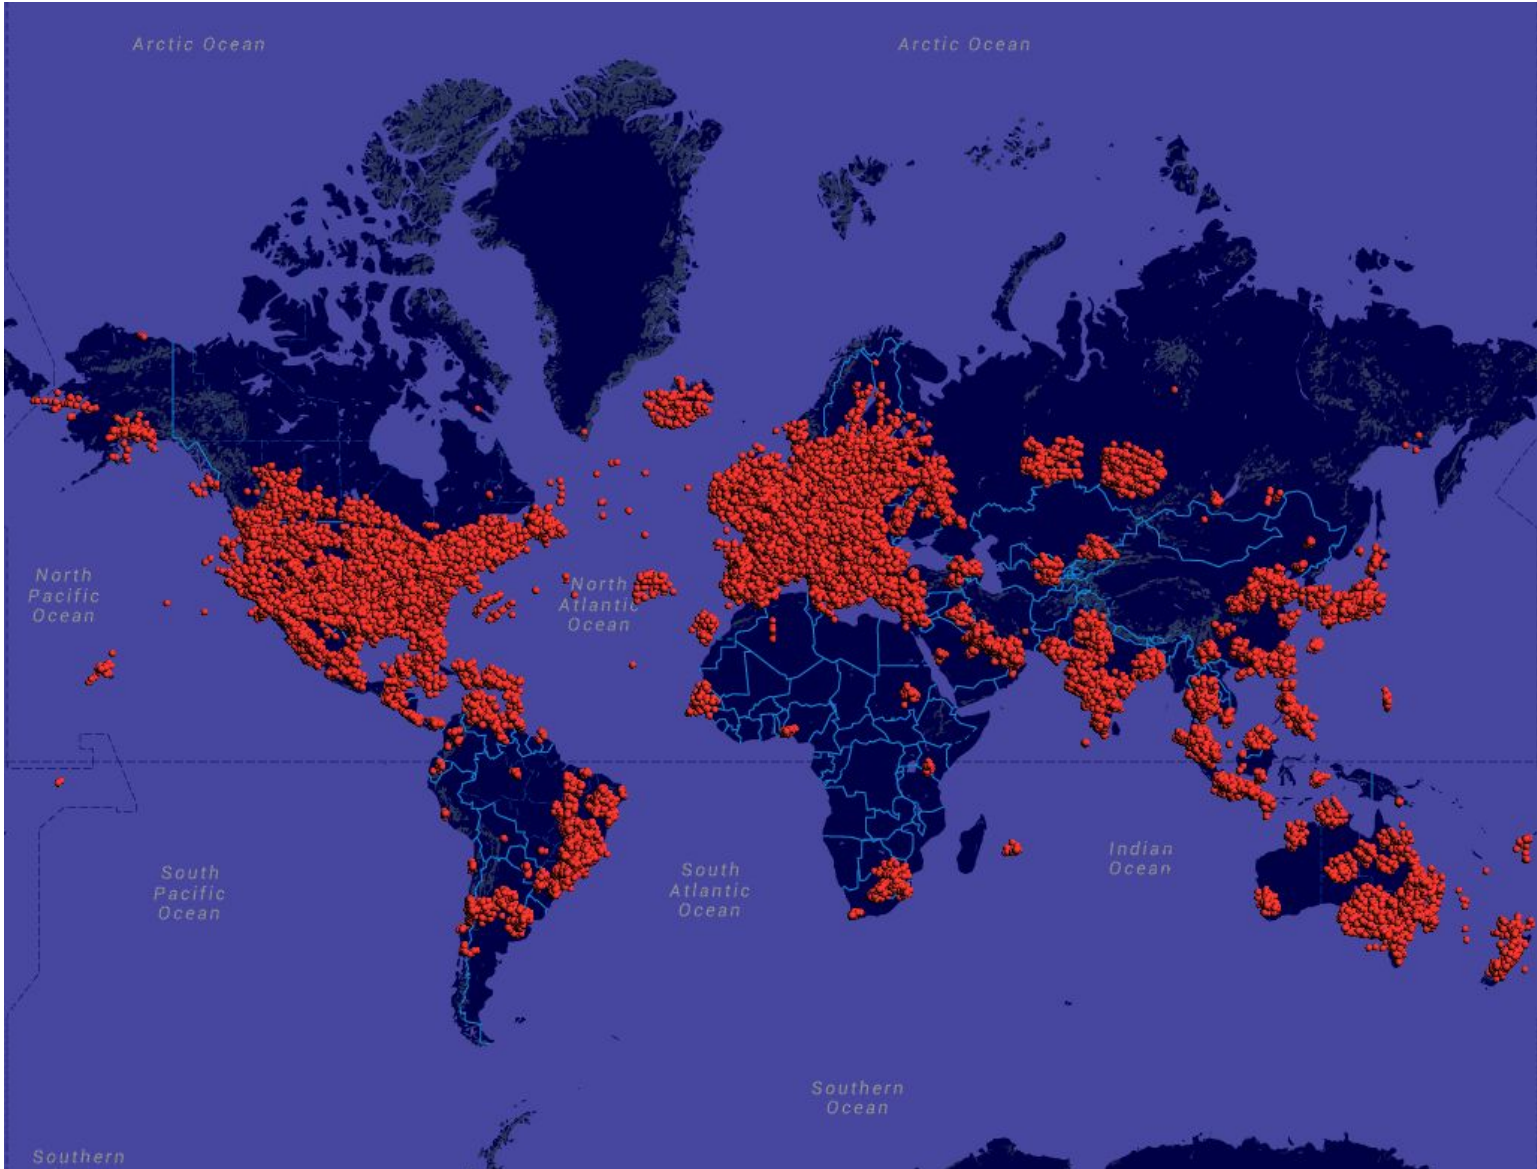 Arctic Ocean
Arctic Ocean
North
Pacific
Ocean
North
Atlantic
Ocean
South
Pacific
Ocean
South
Atlantic
Ocean
Indian
Ocean
Southern
Ocean
Southern